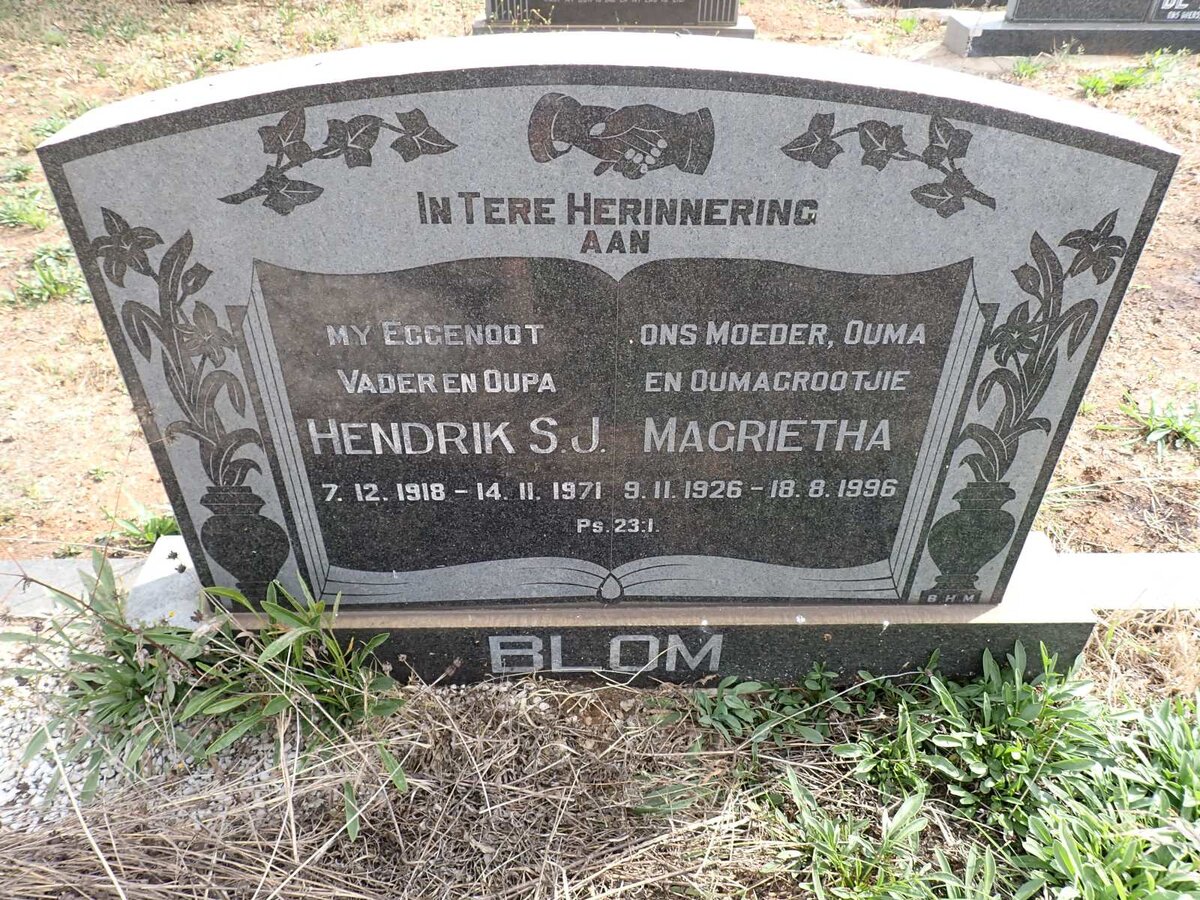 IN TERE HERINNERING
AAN
MY EGGENOOT
VADER EN OUPA
HENDRIK S.J.
7.12.1918 - 14.11.1971
ONS MOEDER, OUMA
EN OUMAGROOTJIE
MAGRIETHA
9.11.1926 - 18.8.1996
Ps.23:1.
B H M
BLOM